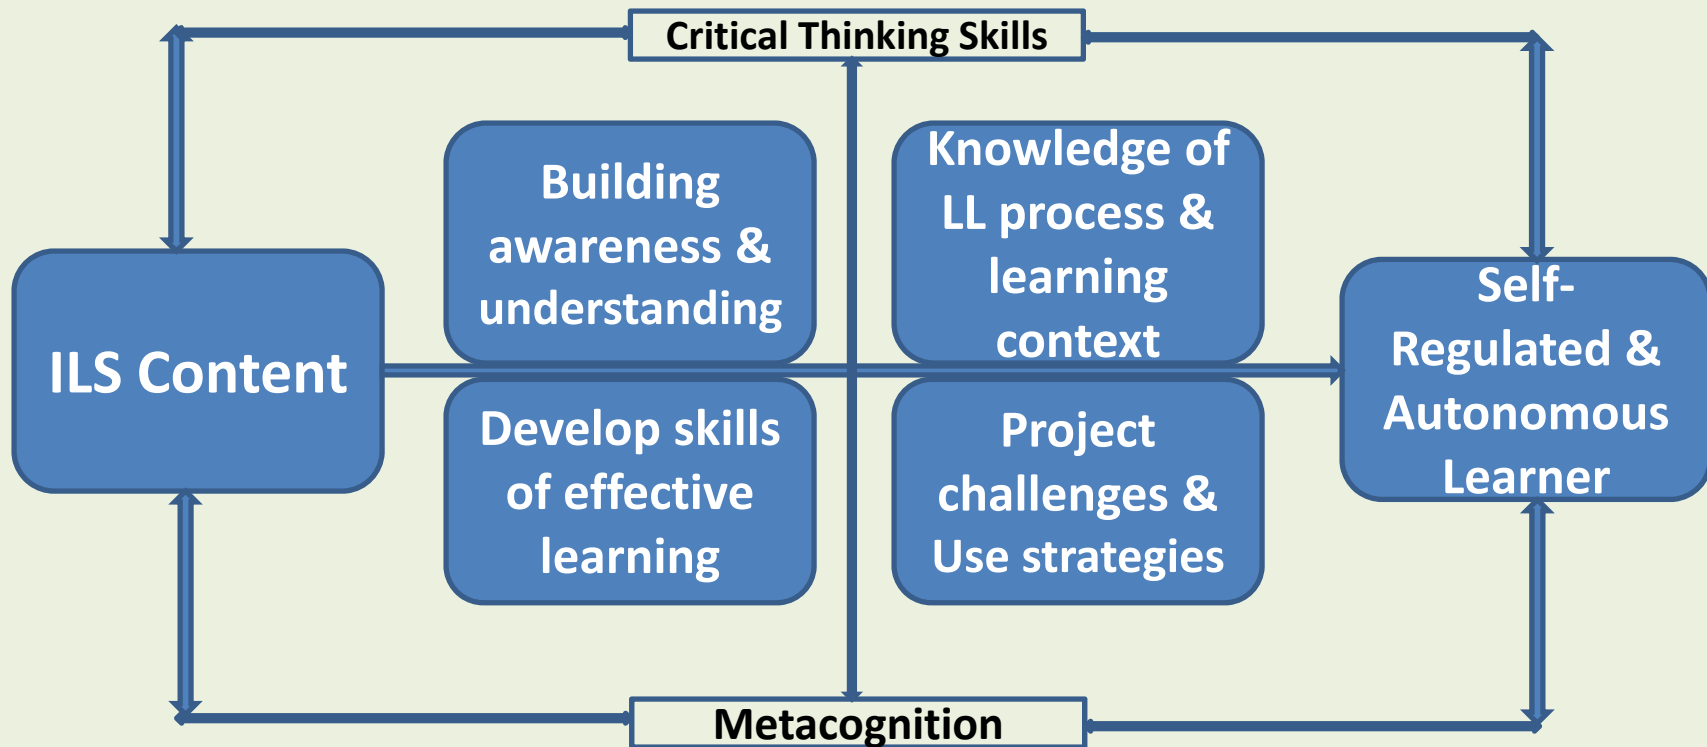 Critical Thinking Skills
Building
awareness &
understanding
Knowledge of
LL process &
learning
context
ILS Content
Self-
Regulated &
Autonomous
Learner
Develop skills
of effective
learning
Project
challenges &
Use strategies
Metacognition